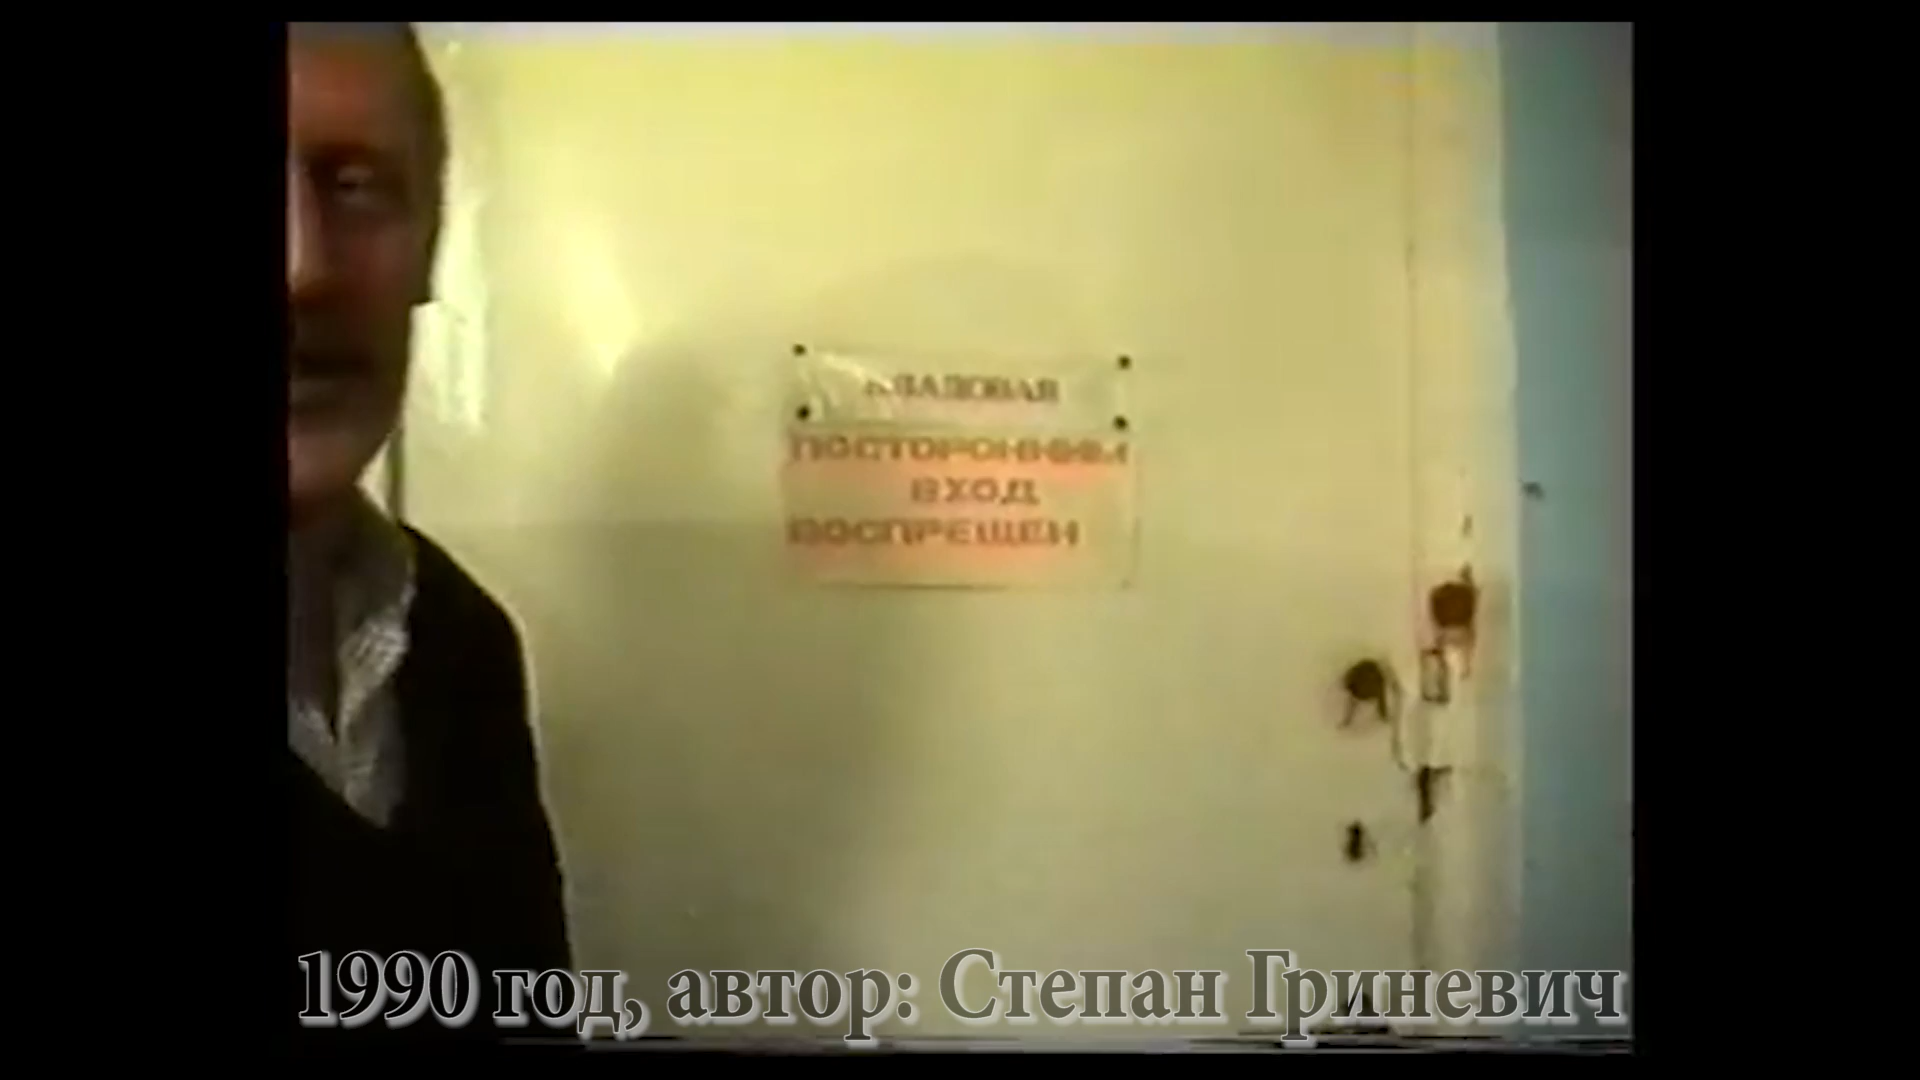 КЛАДОВАЯ
ПОСТОРОННИМ
ВХОД
ВОСПРЕЩЕН
1990 год, автор: Степан Гриневич